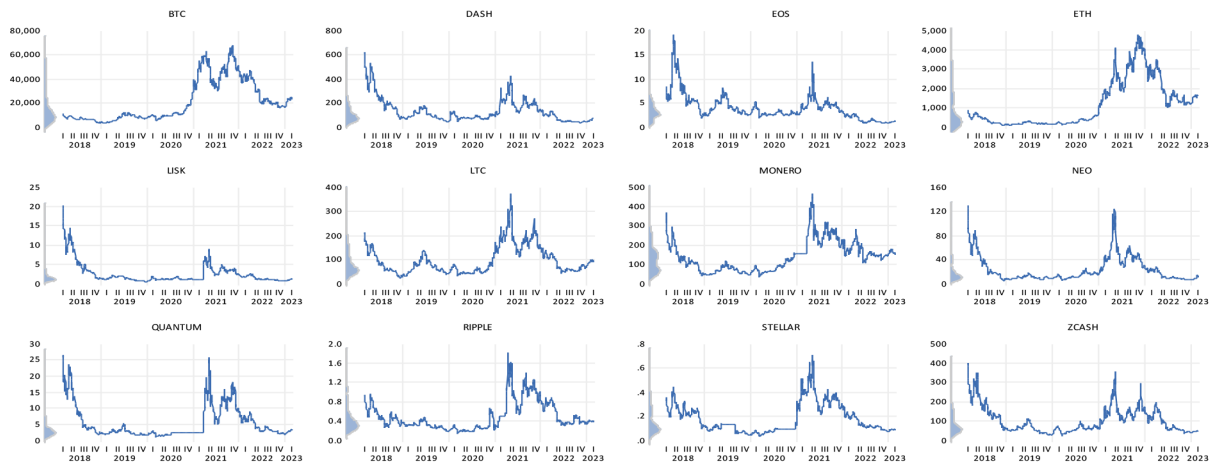 BTC
80,000
60,000
40,000
20,000
0
I II III IV I II III IV I II III IV I II III IV I II III IV I
2018 2019 2020 2021 2022 2023
DASH
800
600
400
200
0
I II III IV I II III IV I II III IV I II III IV I II III IV I
2018 2019 2020 2021 2022 2023
EOS
20
15
10
5
0
I II III IV I II III IV I II III IV I II III IV I II III IV I
2018 2019 2020 2021 2022 2023
ETH
5,000
4,000
3,000
2,000
1,000
0
I II III IV I II III IV I II III IV I II III IV I II III IV I
2018 2019 2020 2021 2022 2023
LISK
25
20
15
10
5
0
I II III IV I II III IV I II III IV I II III IV I II III IV I
2018 2019 2020 2021 2022 2023
LTC
400
300
200
100
0
I II III IV I II III IV I II III IV I II III IV I II III IV I
2018 2019 2020 2021 2022 2023
MONERO
500
400
300
200
100
0
I II III IV I II III IV I II III IV I II III IV I II III IV I
2018 2019 2020 2021 2022 2023
NEO
160
120
80
40
0
I II III IV I II III IV I II III IV I II III IV I II III IV I
2018 2019 2020 2021 2022 2023
QUANTUM
30
25
20
15
10
5
0
I II III IV I II III IV I II III IV I II III IV I II III IV I
2018 2019 2020 2021 2022 2023
RIPPLE
2.0
1.6
1.2
0.8
0.4
0.0
I II III IV I II III IV I II III IV I II III IV I II III IV I
2018 2019 2020 2021 2022 2023
STELLAR
.8
.6
.4
.2
.0
I II III IV I II III IV I II III IV I II III IV I II III IV I
2018 2019 2020 2021 2022 2023
ZCASH
500
400
300
200
100
0
I II III IV I II III IV I II III IV I II III IV I II III IV I
2018 2019 2020 2021 2022 2023